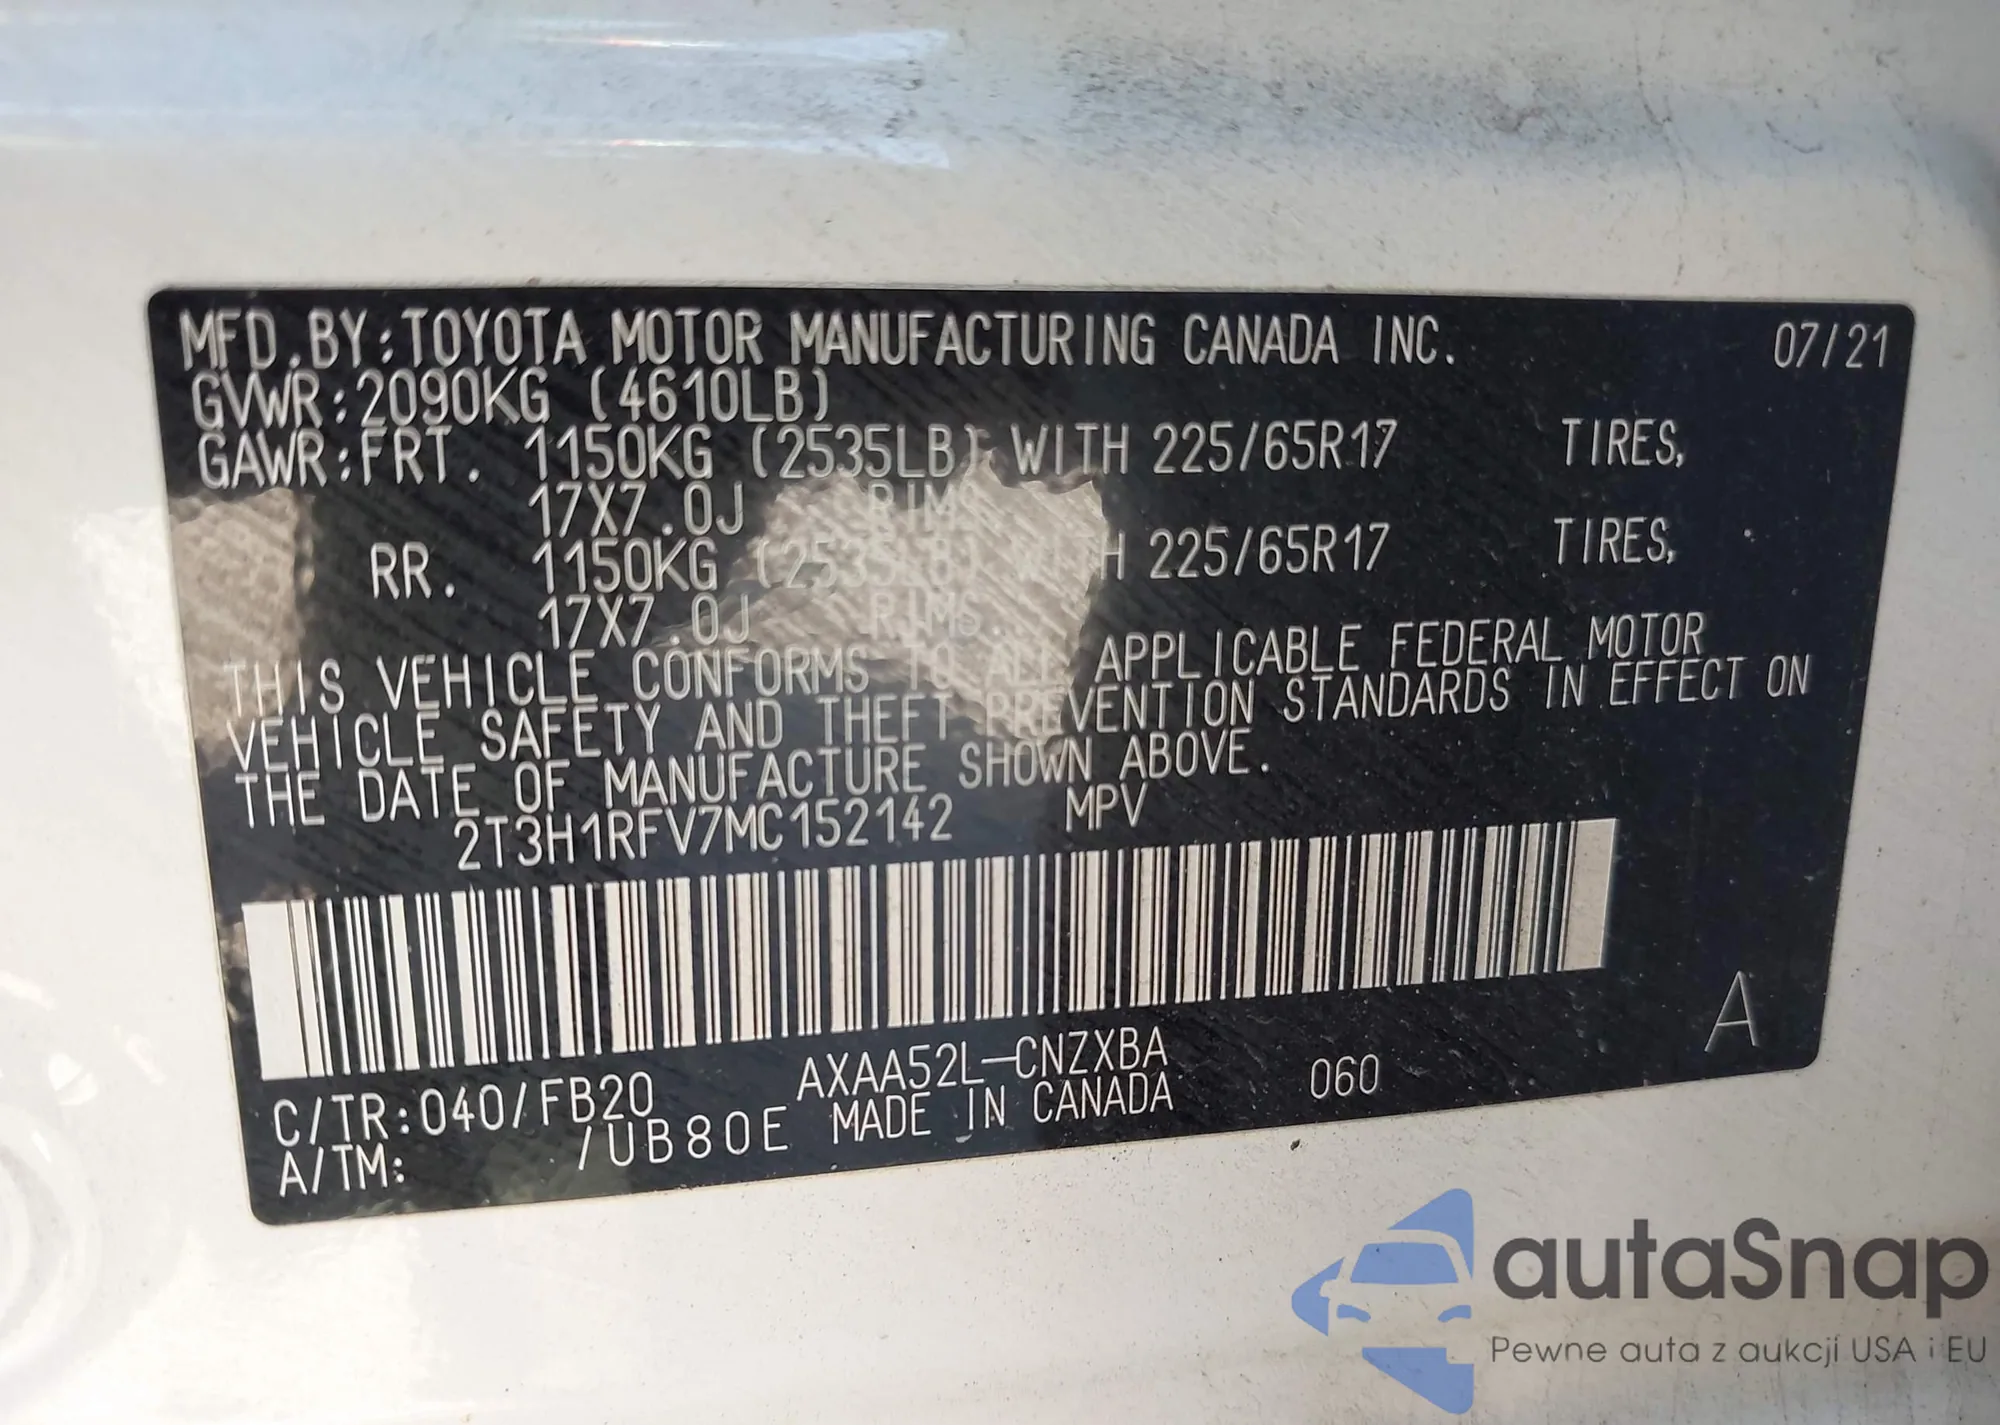 MFD.BY:TOYOTA MOTOR MANUFACTURING CANADA INC. 07/21
GVWR:2090KG (4610LB)
GAWR:FRT. 1150KG (2535LB) WITH 225/65R17 TIRES,
17X7.0J RIMS
RR. 1150KG (2535LB) WITH 225/65R17 TIRES,
17X7.0J RIMS.
THIS VEHICLE CONFORMS TO ALL APPLICABLE FEDERAL MOTOR
VEHICLE SAFETY AND THEFT PREVENTION STANDARDS IN EFFECT ON
THE DATE OF MANUFACTURE SHOWN ABOVE.
2T3H1RFV7MC152142 MPV
A
AXAA52L-CNZXBA
C/TR:040/FB20 MADE IN CANADA 060
A/TM: /UB80E
autaSnap
Pewne auta z aukcji USA i EU